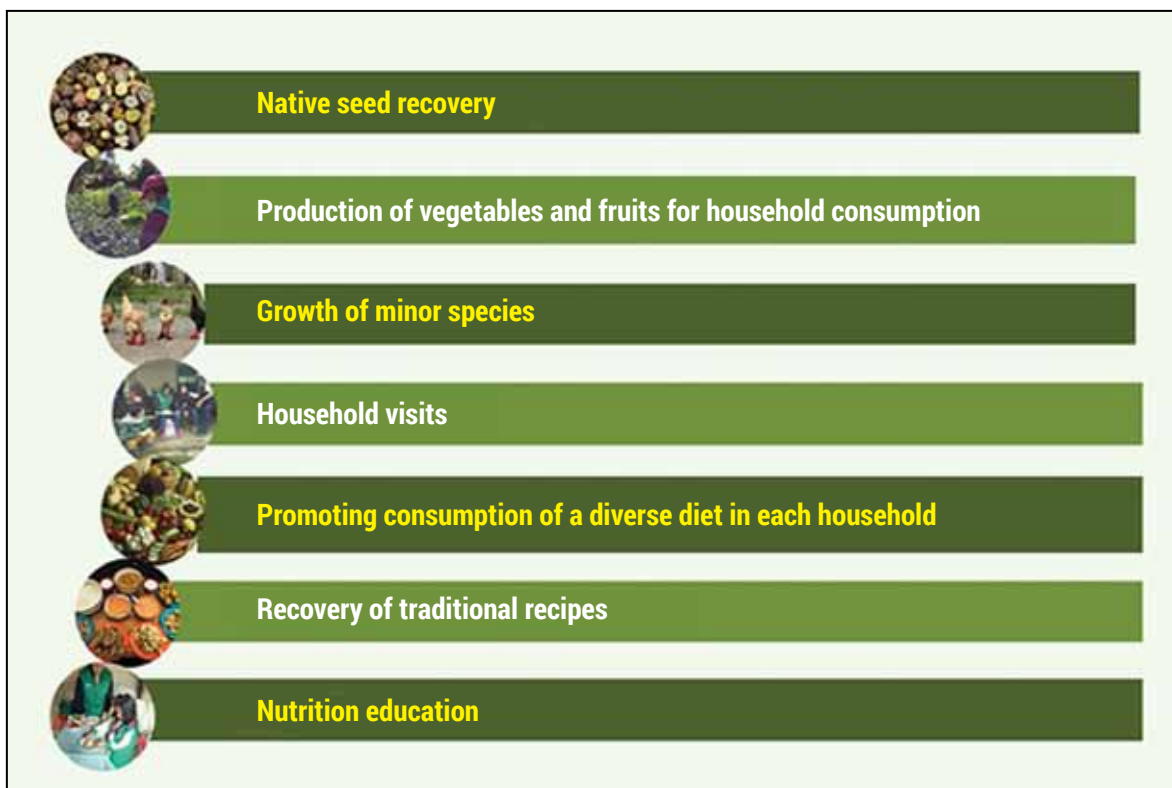 Native seed recovery
Production of vegetables and fruits for household consumption
Growth of minor species
Household visits
Promoting consumption of a diverse diet in each household
Recovery of traditional recipes
Nutrition education